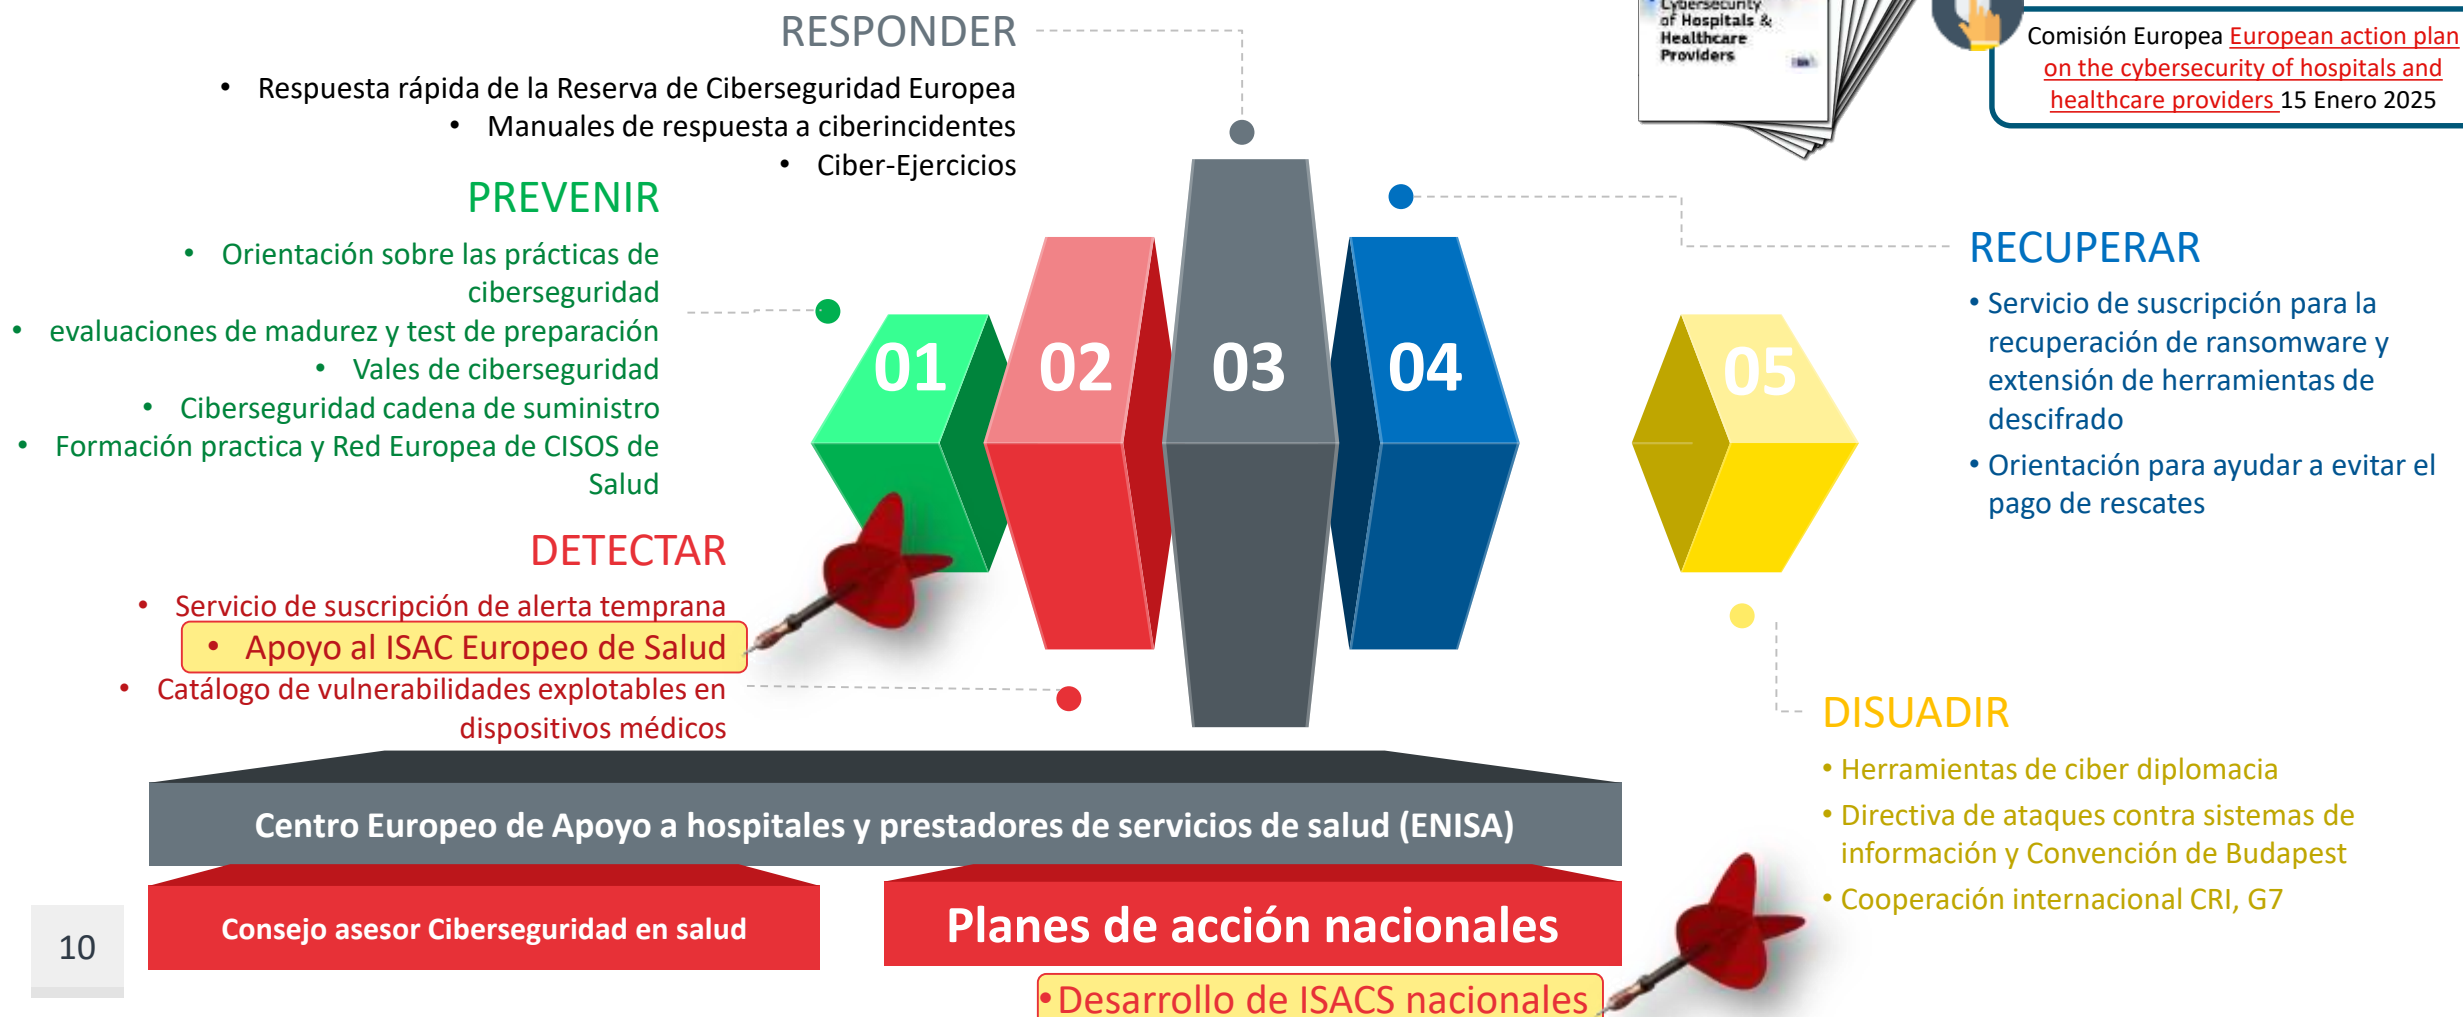 Cybersecurity
of Hospitals &
Healthcare
Providers
Comisión Europea European action plan
on the cybersecurity of hospitals and
healthcare providers 15 Enero 2025
RESPONDER
• Respuesta rápida de la Reserva de Ciberseguridad Europea
• Manuales de respuesta a ciberincidentes
• Ciber-Ejercicios
PREVENIR
• Orientación sobre las prácticas de
ciberseguridad
• evaluaciones de madurez y test de preparación
• Vales de ciberseguridad
• Ciberseguridad cadena de suministro
• Formación practica y Red Europea de CISOS de
Salud
DETECTAR
• Servicio de suscripción de alerta temprana
• Apoyo al ISAC Europeo de Salud
• Catálogo de vulnerabilidades explotables en
dispositivos médicos
01
02
03
04
05
RECUPERAR
• Servicio de suscripción para la
recuperación de ransomware y
extensión de herramientas de
descifrado
• Orientación para ayudar a evitar el
pago de rescates
DISUADIR
• Herramientas de ciber diplomacia
• Directiva de ataques contra sistemas de
información y Convención de Budapest
• Cooperación internacional CRI, G7
Centro Europeo de Apoyo a hospitales y prestadores de servicios de salud (ENISA)
Consejo asesor Ciberseguridad en salud
Planes de acción nacionales
• Desarrollo de ISACS nacionales
10